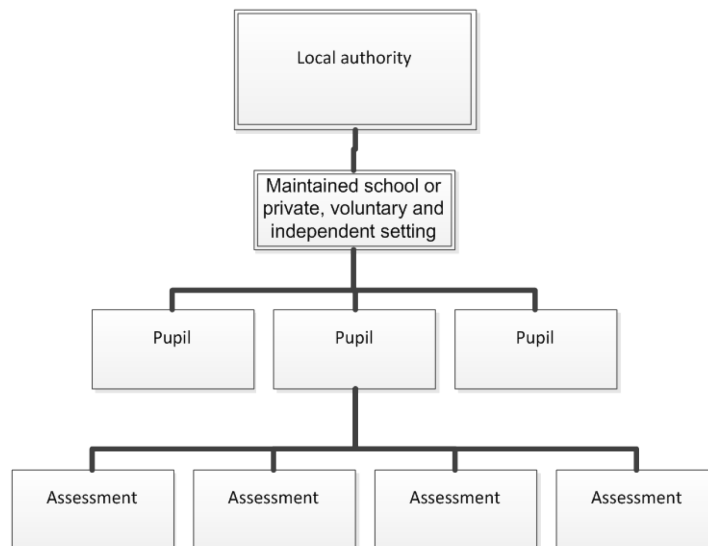 Local authority
Maintained school or
private, voluntary and
independent setting
Pupil
Pupil
Pupil
Assessment
Assessment
Assessment
Assessment